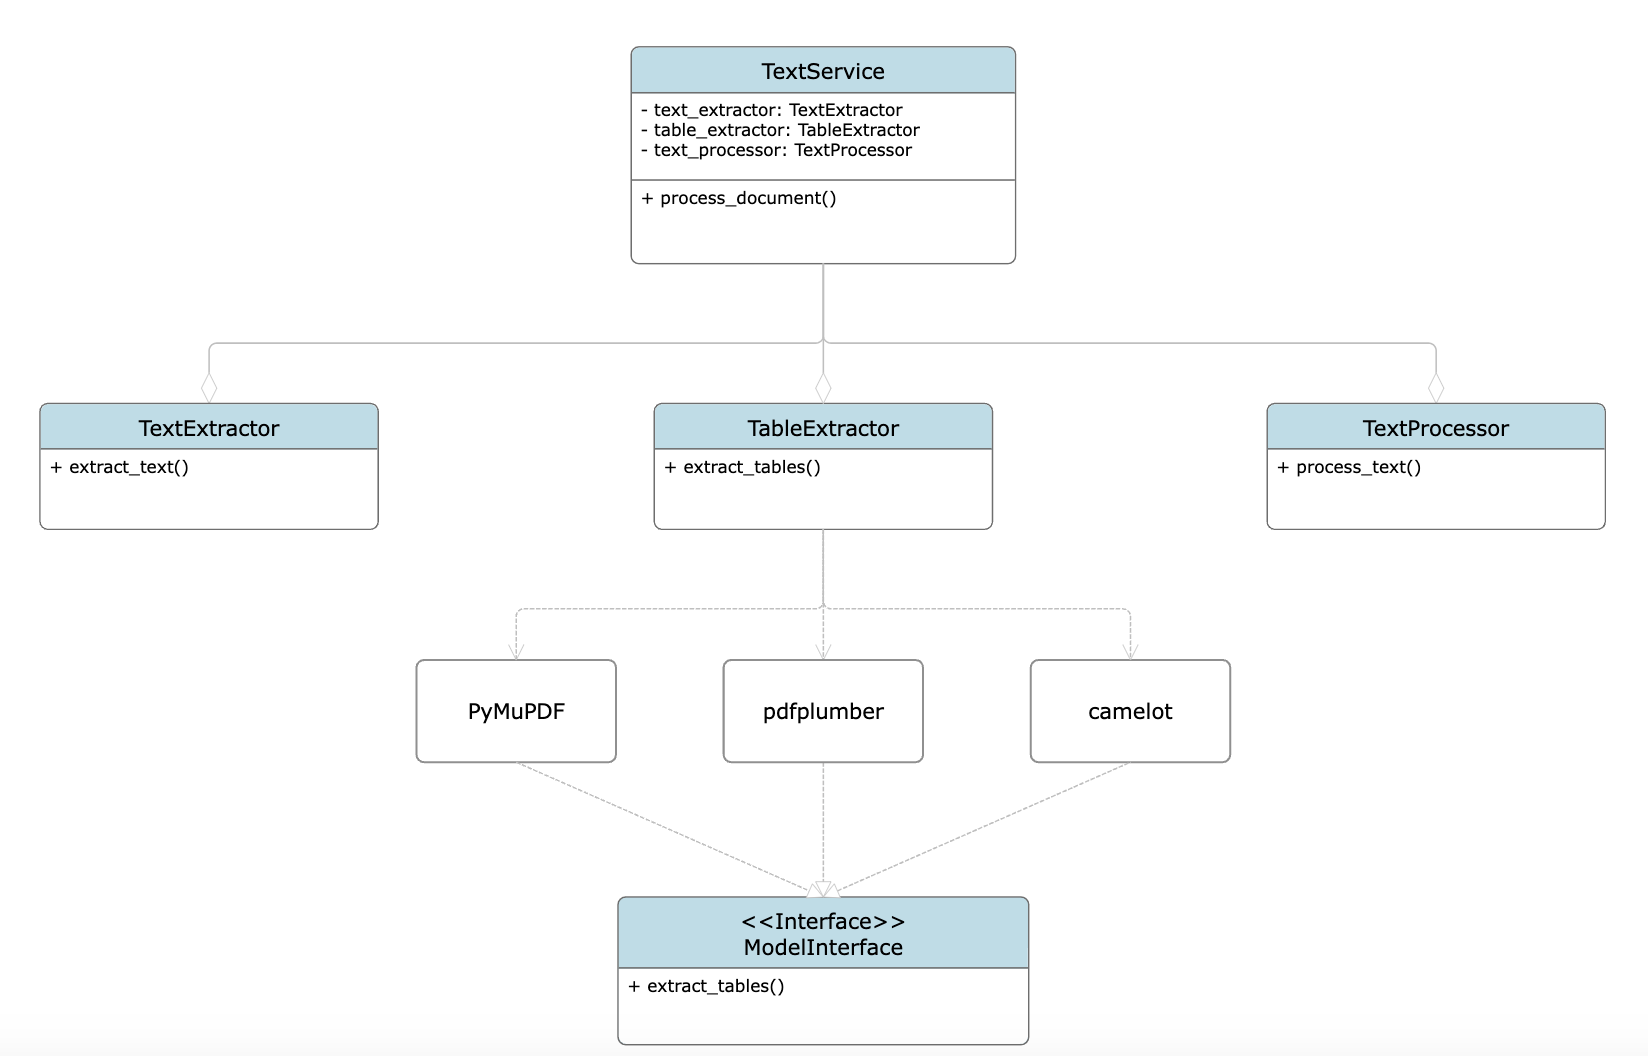 TextService
- text_extractor: TextExtractor
- table_extractor: TableExtractor
- text_processor: TextProcessor
+ process_document()
TextExtractor
+ extract_text()
TableExtractor
+ extract_tables()
TextProcessor
+ process_text()
PyMuPDF
pdfplumber
camelot
<<Interface>>
ModelInterface
+ extract_tables()